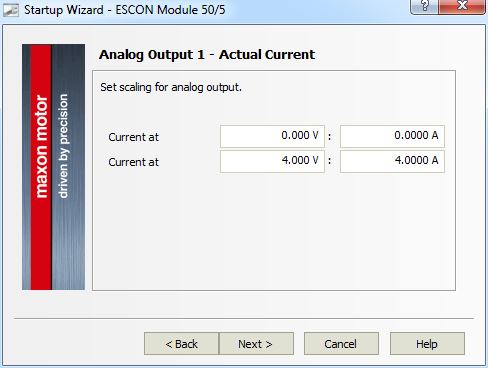 Startup Wizard - ESCON Module 50/5
?
Analog Output 1 - Actual Current
maxon motor
driven by precision
Set scaling for analog output.
Current at 0.000 V : 0.0000 A
Current at 4.000 V : 4.0000 A
< Back Next > Cancel Help